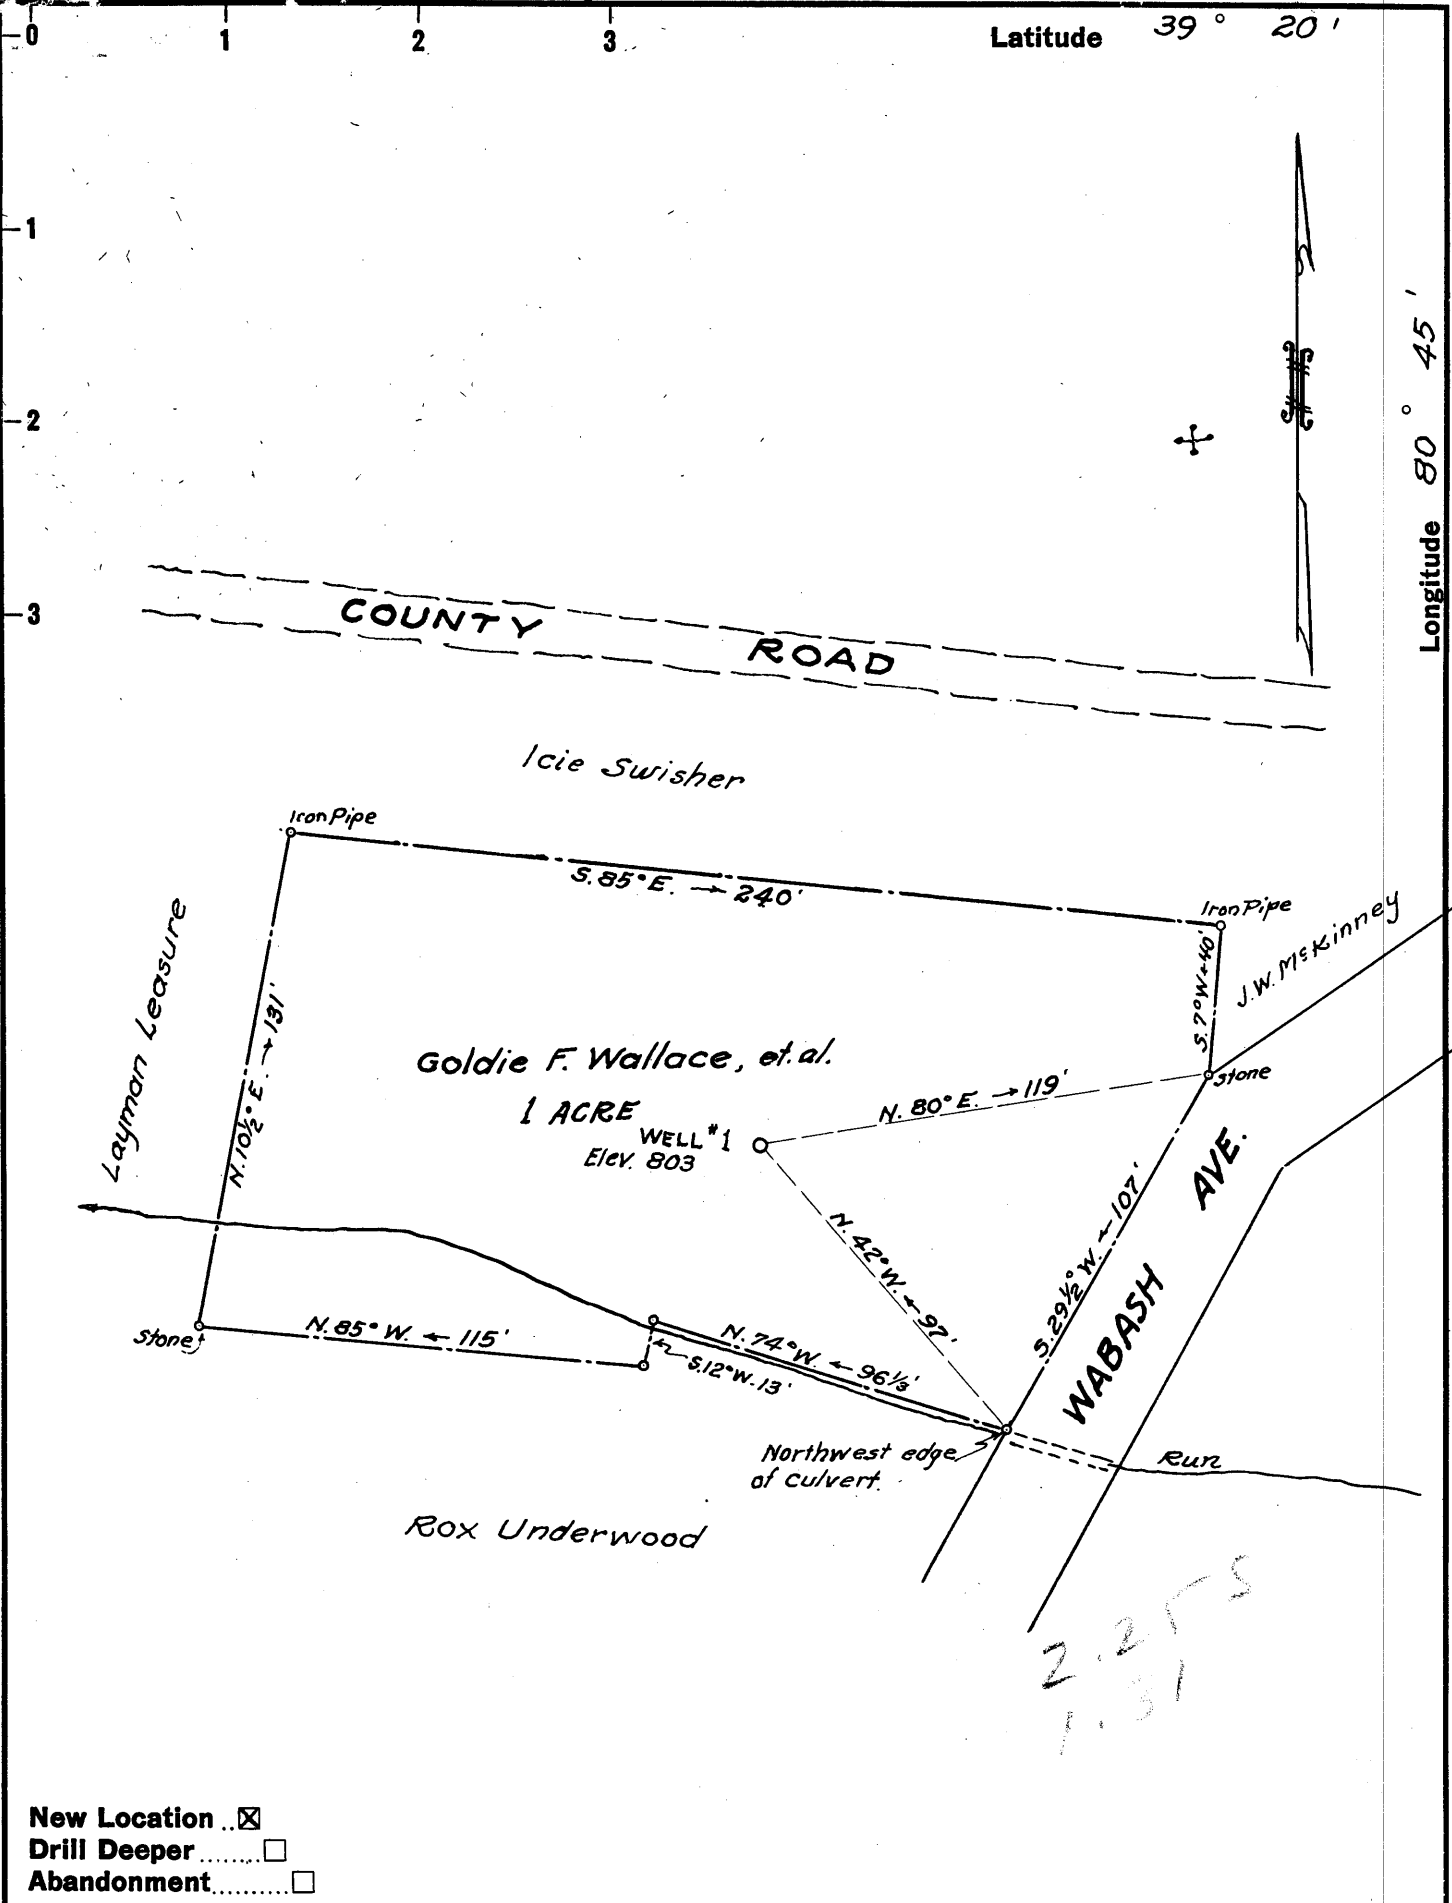 0
1
2
3
Latitude 39° 20'
1
2
3
Longitude 80° 45'
COUNTY ROAD
Icie Swisher
Iron Pipe
S. 85° E. → 240'
Iron Pipe
S. 7° W. ← 40'
J.W. McKinney
Layman Leasure
N. 10½° E. → 131'
Goldie F. Wallace, et. al.
1 ACRE
WELL #1
Elev. 803
N. 80° E. → 119'
Stone
N. 42° W. ← 97'
S. 29½° W. ← 107'
WABASH AVE.
Stone
N. 85° W. ← 115'
S. 12° W. 13'
N. 74° W. ← 96⅓'
Northwest edge
of culvert.
Run
Rox Underwood
2.255
1.31
New Location .. ☒
Drill Deeper ........ ☐
Abandonment .......... ☐